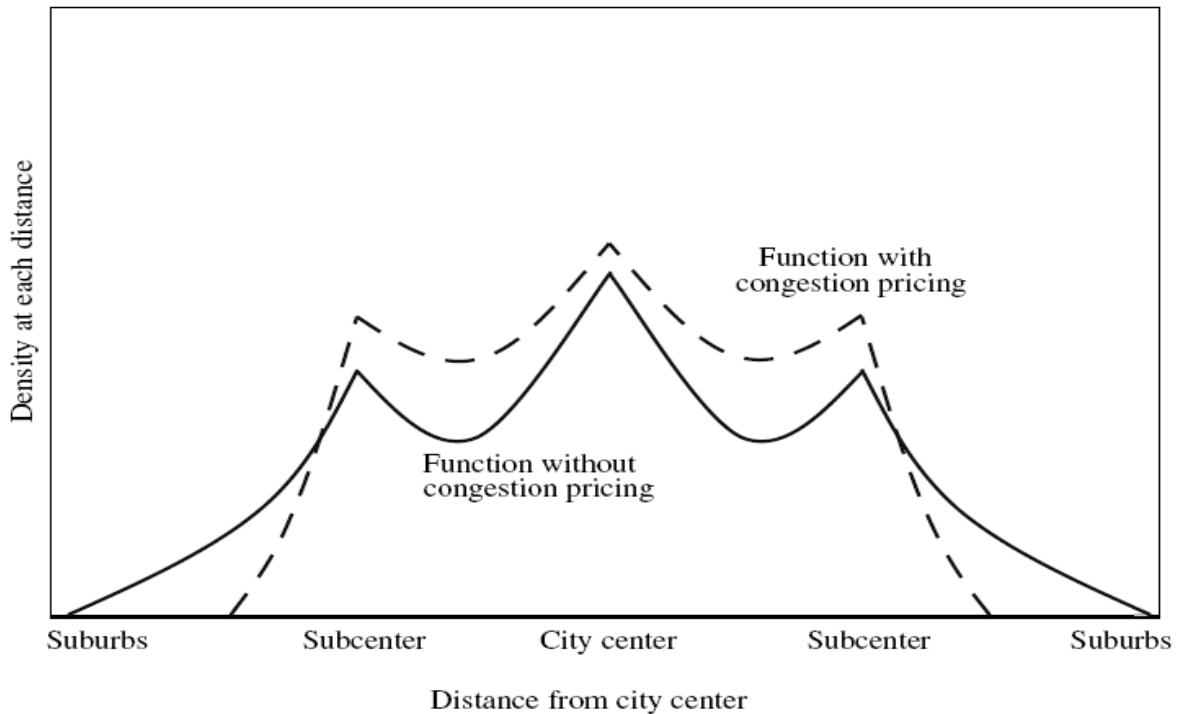 Density at each distance
Function with
congestion pricing
Function without
congestion pricing
Suburbs
Subcenter
City center
Subcenter
Suburbs
Distance from city center